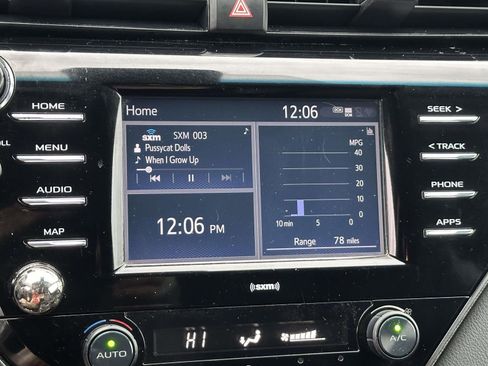 Home 12:06
sxm SXM 003
Pussycat Dolls
When I Grow Up
12:06 PM
MPG
40
30
20
10
0
10 min 5 0
Range 78 miles
HOME
MENU
AUDIO
MAP
SEEK >
< TRACK
PHONE
APPS
((sxm))
AUTO
HI
A/C